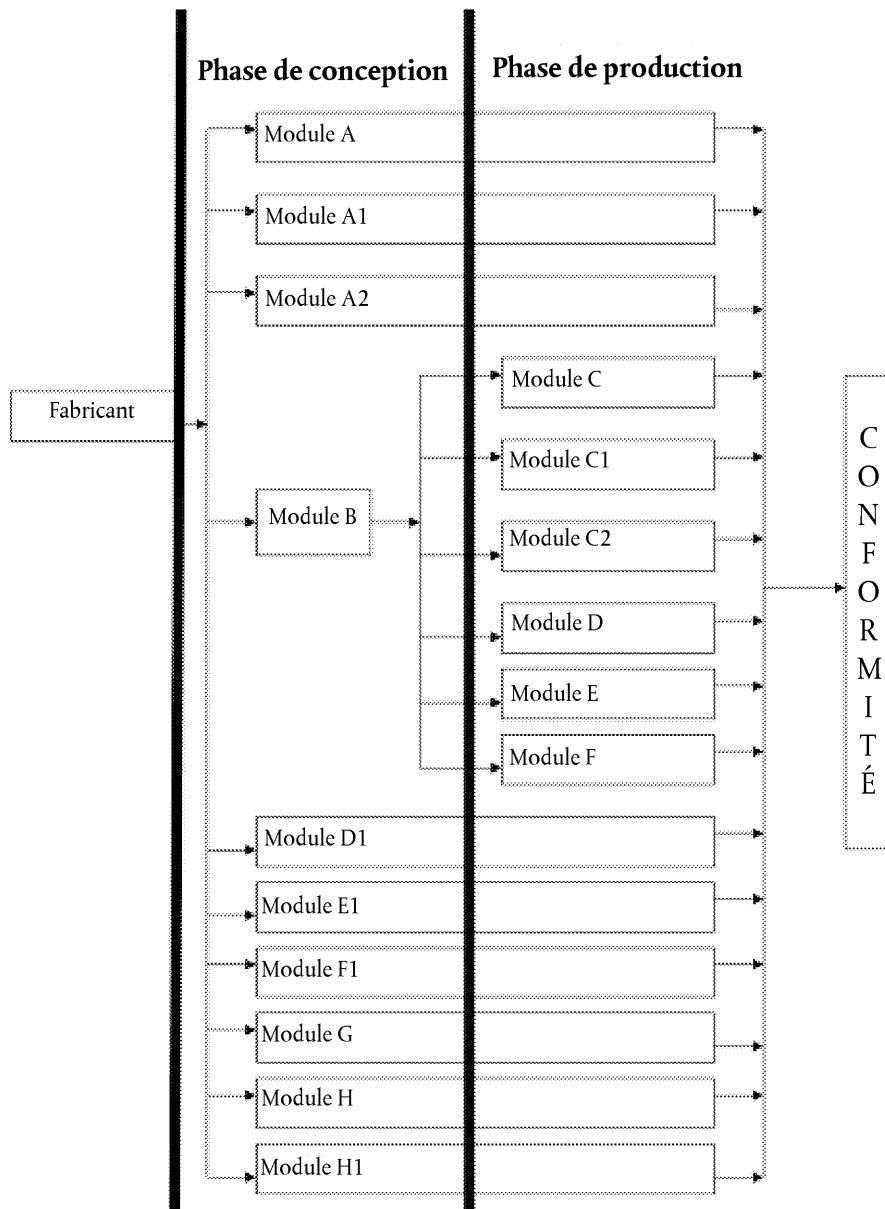 Phase de conception
Phase de production
Module A
Module A1
Module A2
Fabricant
Module B
Module C
Module C1
Module C2
Module D
Module E
Module F
CONFORMITÉ
Module D1
Module E1
Module F1
Module G
Module H
Module H1